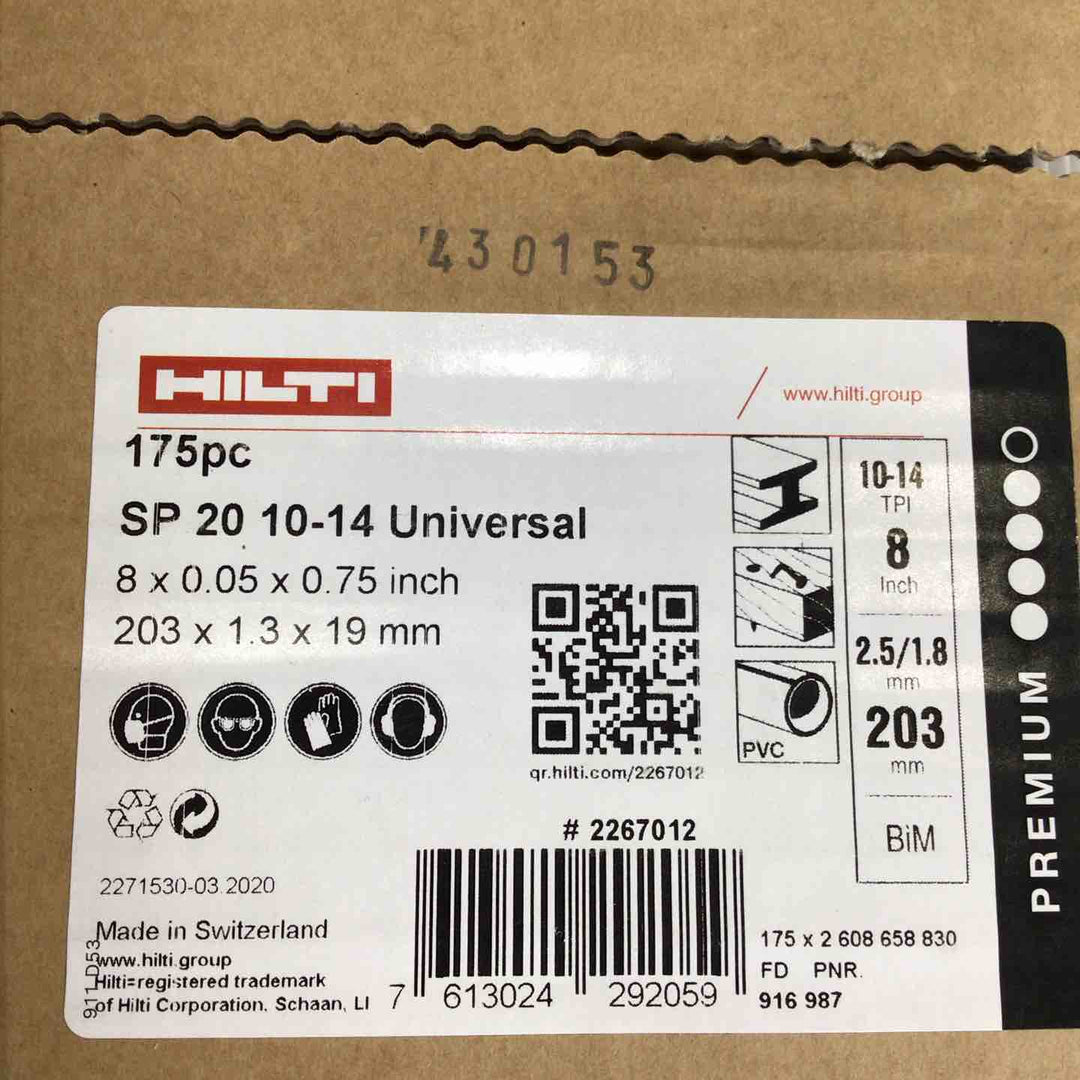 430153
HILTI
www.hilti.group
175pc
SP 20 10-14 Universal
8 x 0.05 x 0.75 inch
203 x 1.3 x 19 mm
qr.hilti.com/2267012
PVC
10-14
TPI
8
Inch
2.5/1.8
mm
203
mm
BiM
PREMIUM
# 2267012
2271530-03.2020
Made in Switzerland
www.hilti.group
Hilti=registered trademark
of Hilti Corporation, Schaan, LI
911-D53
7 613024 292059
175 x 2 608 658 830
FD PNR.
916 987